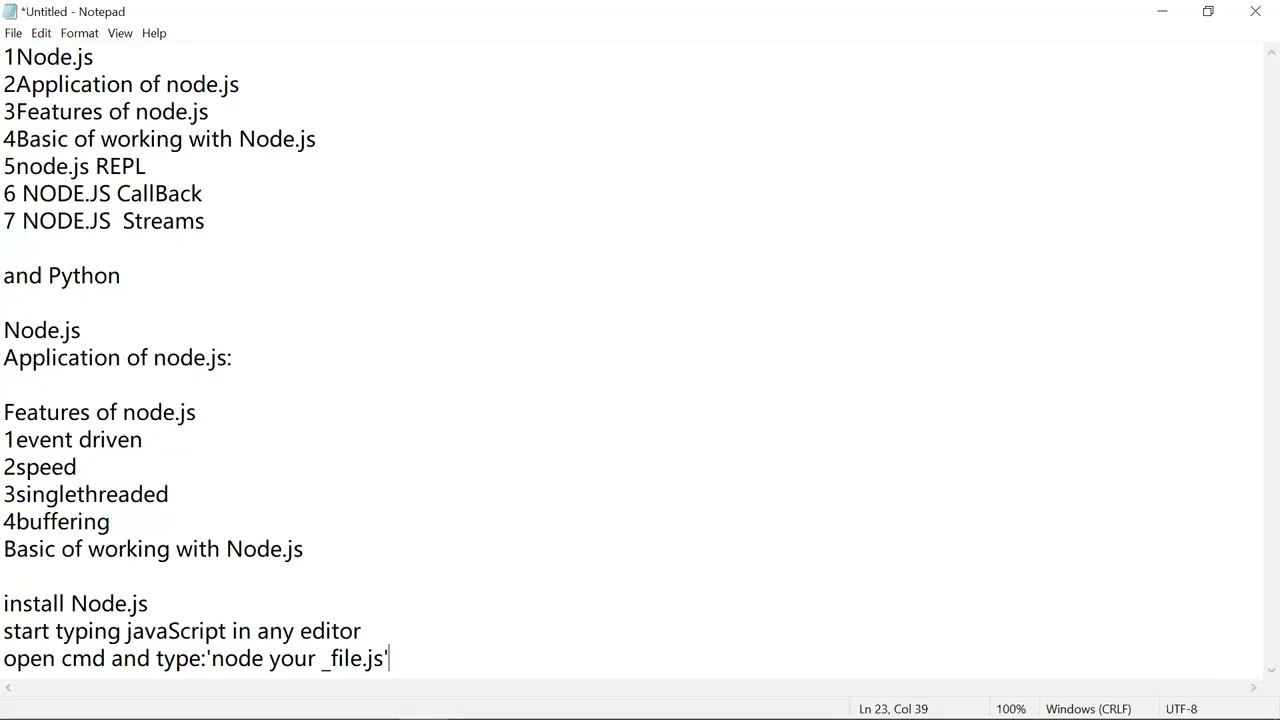 *Untitled - Notepad
File Edit Format View Help
1Node.js
2Application of node.js
3Features of node.js
4Basic of working with Node.js
5node.js REPL
6 NODE.JS CallBack
7 NODE.JS  Streams
and Python
Node.js
Application of node.js:
Features of node.js
1event driven
2speed
3singlethreaded
4buffering
Basic of working with Node.js
install Node.js
start typing javaScript in any editor
open cmd and type:'node your _file.js'
Ln 23, Col 39 100% Windows (CRLF) UTF-8